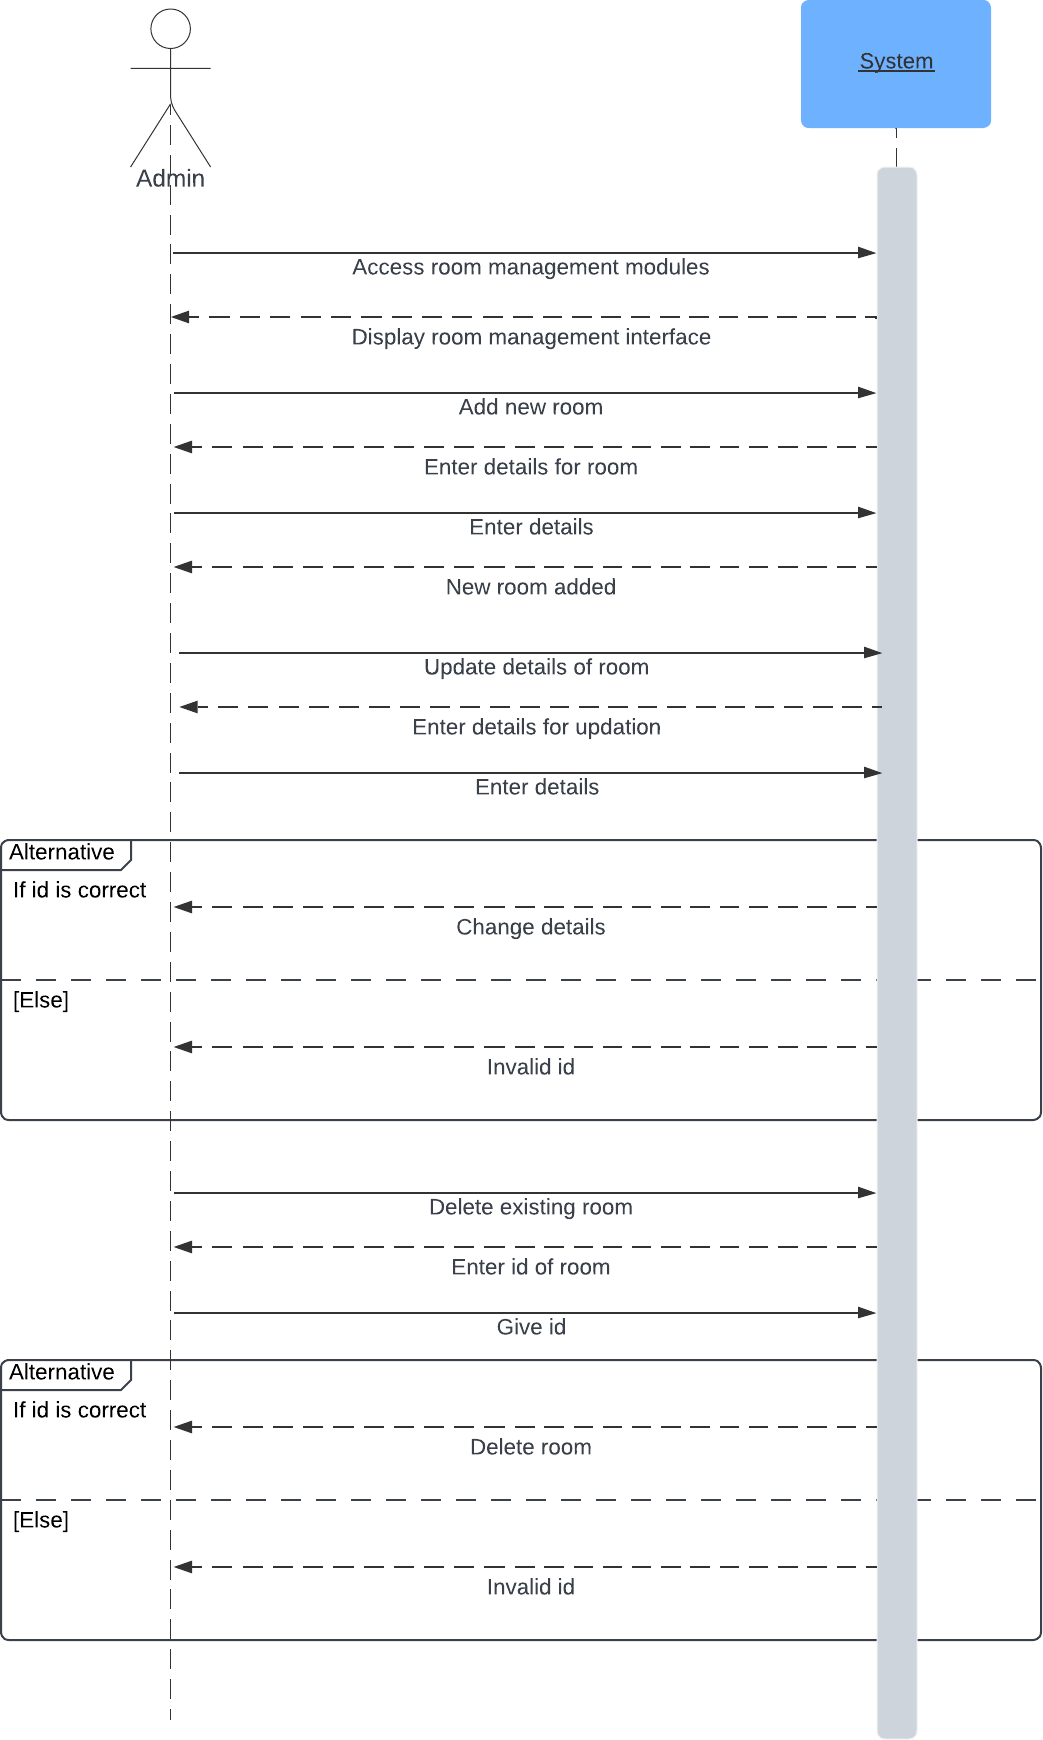 System
Admin
Access room management modules
Display room management interface
Add new room
Enter details for room
Enter details
New room added
Update details of room
Enter details for updation
Enter details
Alternative
If id is correct
Change details
[Else]
Invalid id
Delete existing room
Enter id of room
Give id
Alternative
If id is correct
Delete room
[Else]
Invalid id